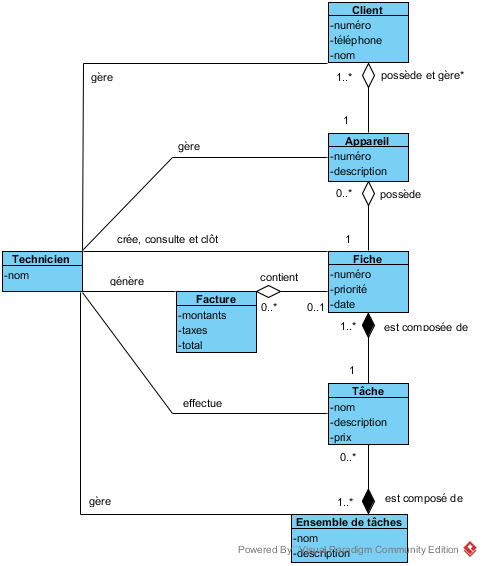 Client
-numéro
-téléphone
-nom
gère
1..*
possède et gère*
1
gère
Appareil
-numéro
-description
0..*
possède
crée, consulte et clôt
1
Technicien
-nom
Fiche
-numéro
-priorité
-date
génère
contient
Facture
-montants
-taxes
-total
0..*
0..1
1..*
est composée de
1
effectue
Tâche
-nom
-description
-prix
0..*
gère
1..*
est composé de
Ensemble de tâches
-nom
-description
Powered By Visual Paradigm Community Edition